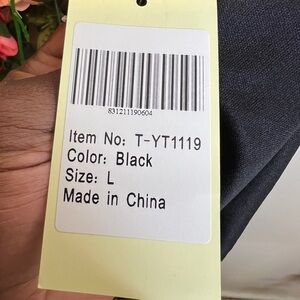 831211190604
Item No: T-YT1119
Color: Black
Size: L
Made in China